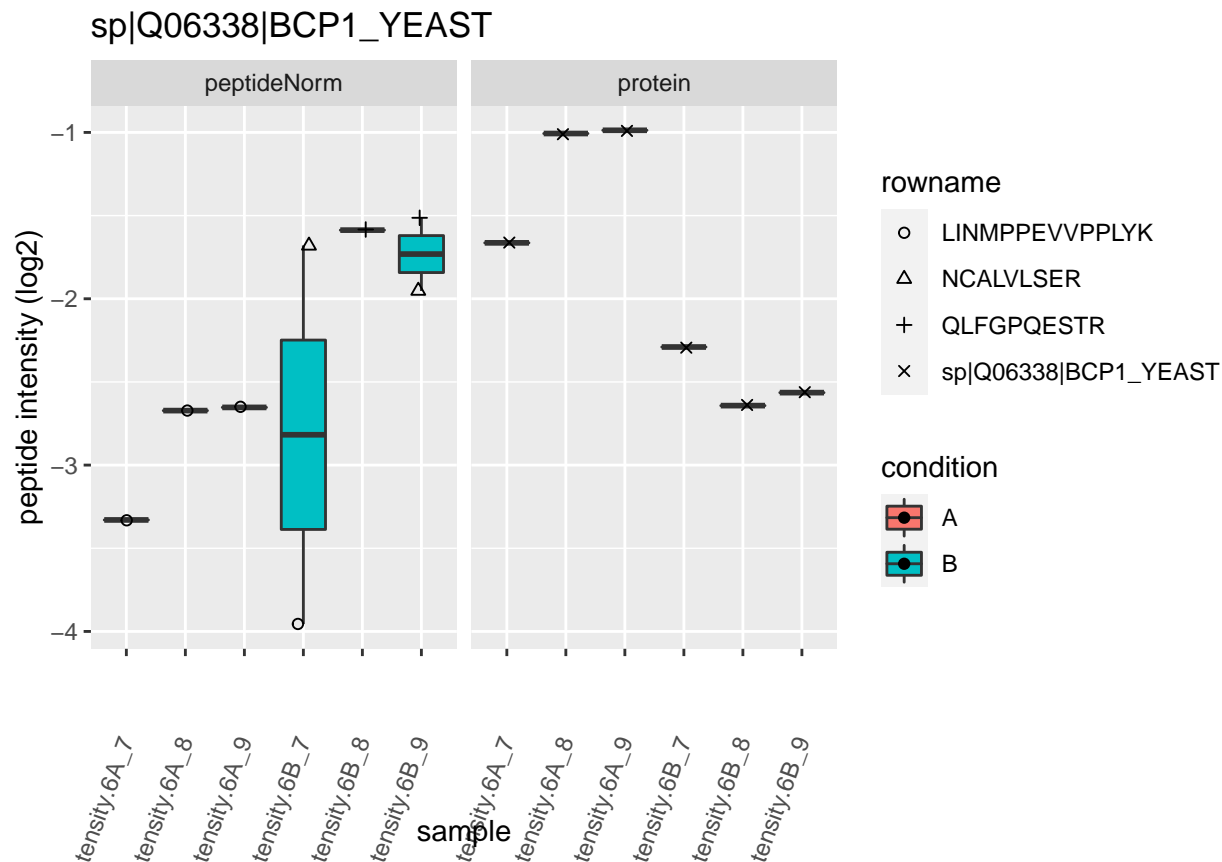 sp|Q06338|BCP1_YEAST
peptideNorm
protein
peptide intensity (log2)
−1
−2
−3
−4
tensity.6A_7
tensity.6A_8
tensity.6A_9
tensity.6B_7
tensity.6B_8
tensity.6B_9
tensity.6A_7
tensity.6A_8
tensity.6A_9
tensity.6B_7
tensity.6B_8
tensity.6B_9
sample
rowname
LINMPPEVVPPLYK
NCALVLSER
QLFGPQESTR
sp|Q06338|BCP1_YEAST
condition
A
B